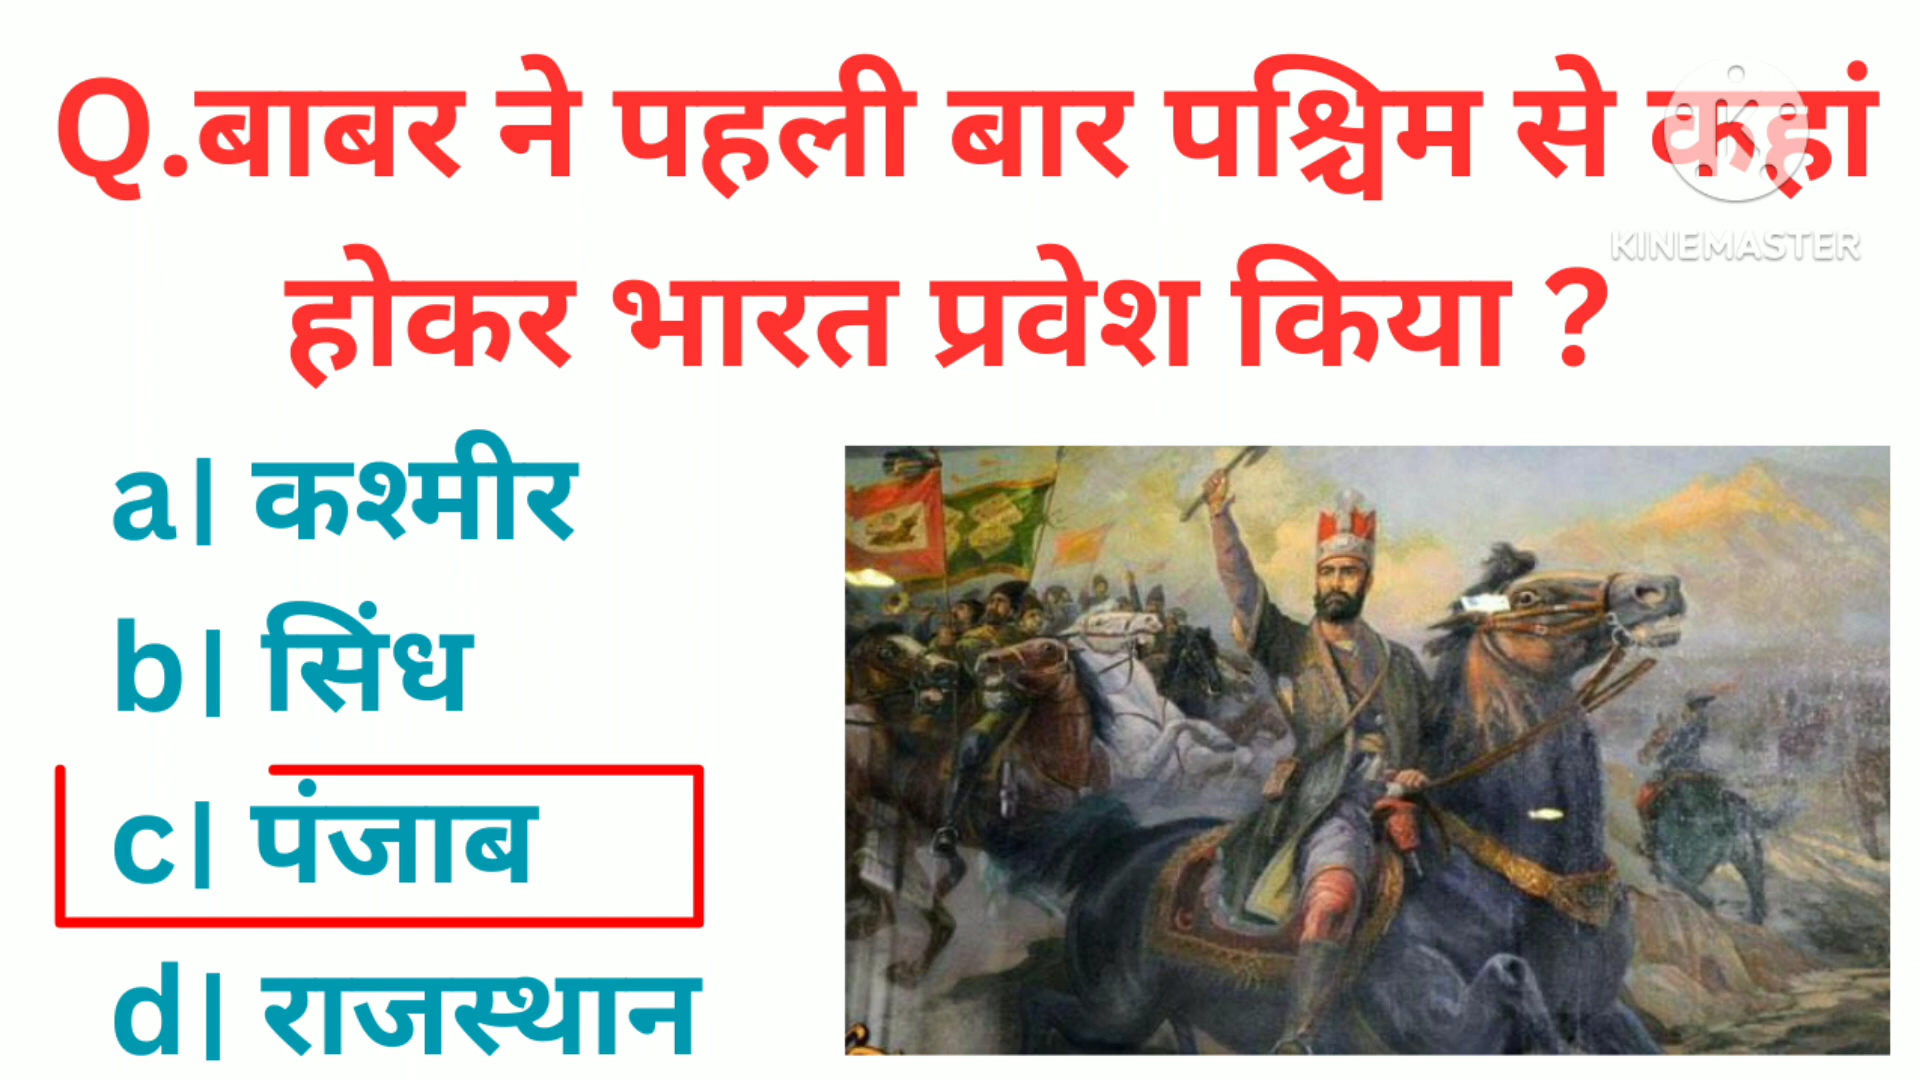 Q.बाबर ने पहली बार पश्चिम से कहां
KINEMASTER
होकर भारत प्रवेश किया ?
a| कश्मीर
b| सिंध
c| पंजाब
d| राजस्थान